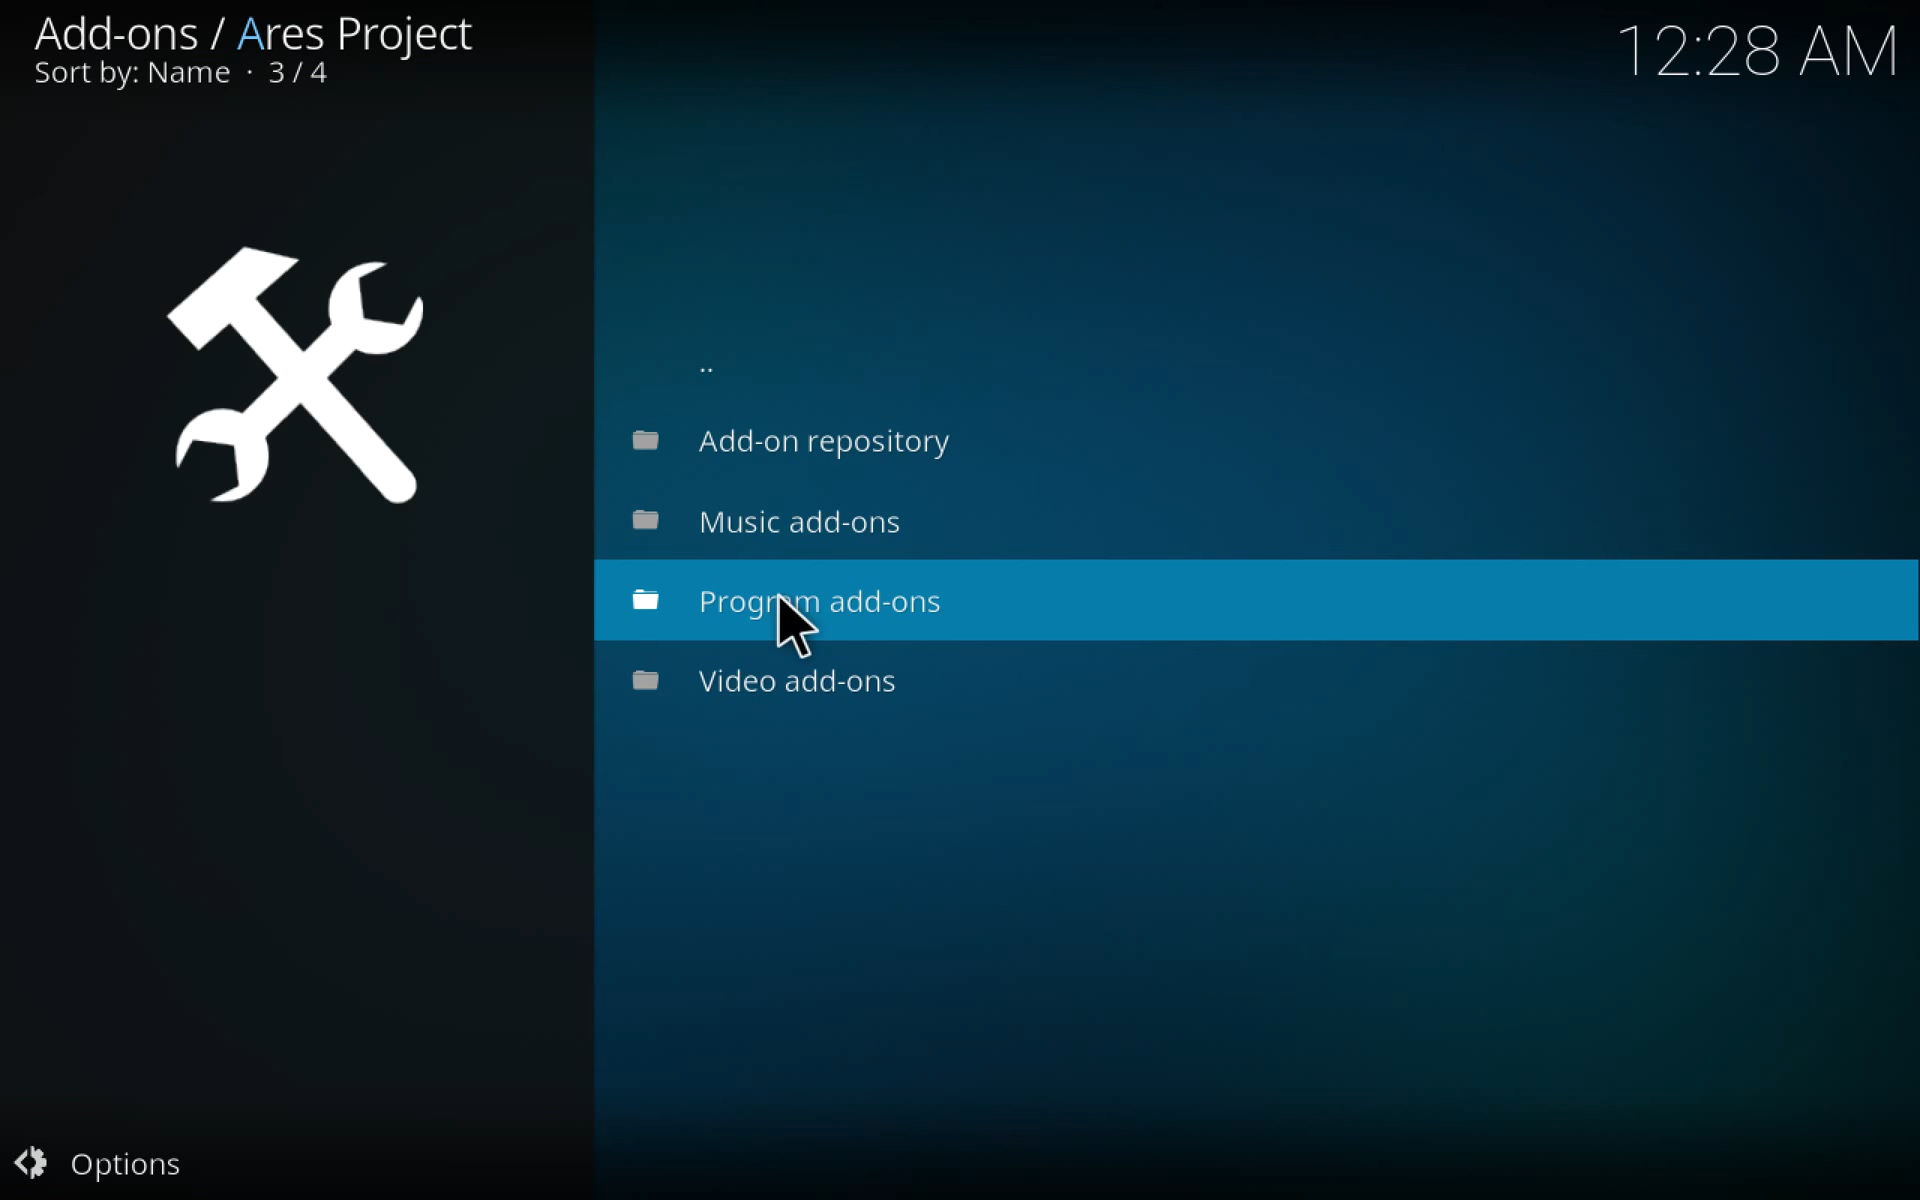 Add-ons / Ares Project
Sort by: Name · 3 / 4
12:28 AM
..
Add-on repository
Music add-ons
Program add-ons
Video add-ons
Options